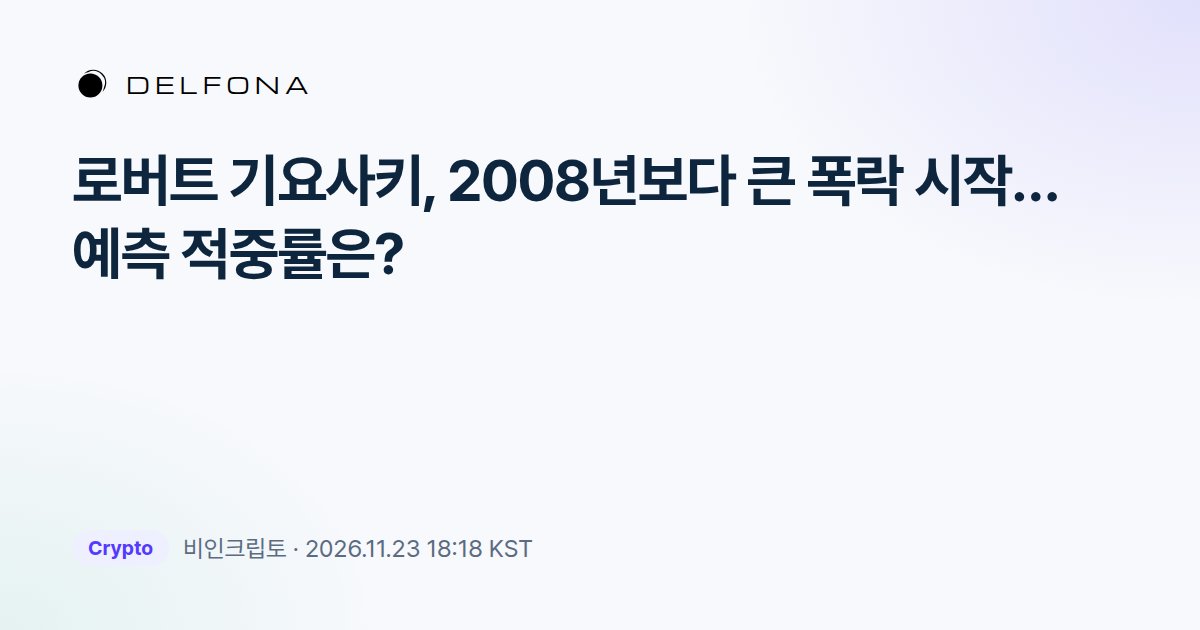 DELFONA
로버트 기요사키, 2008년보다 큰 폭락 시작...
예측 적중률은?
Crypto 비인크립토 · 2026.11.23 18:18 KST